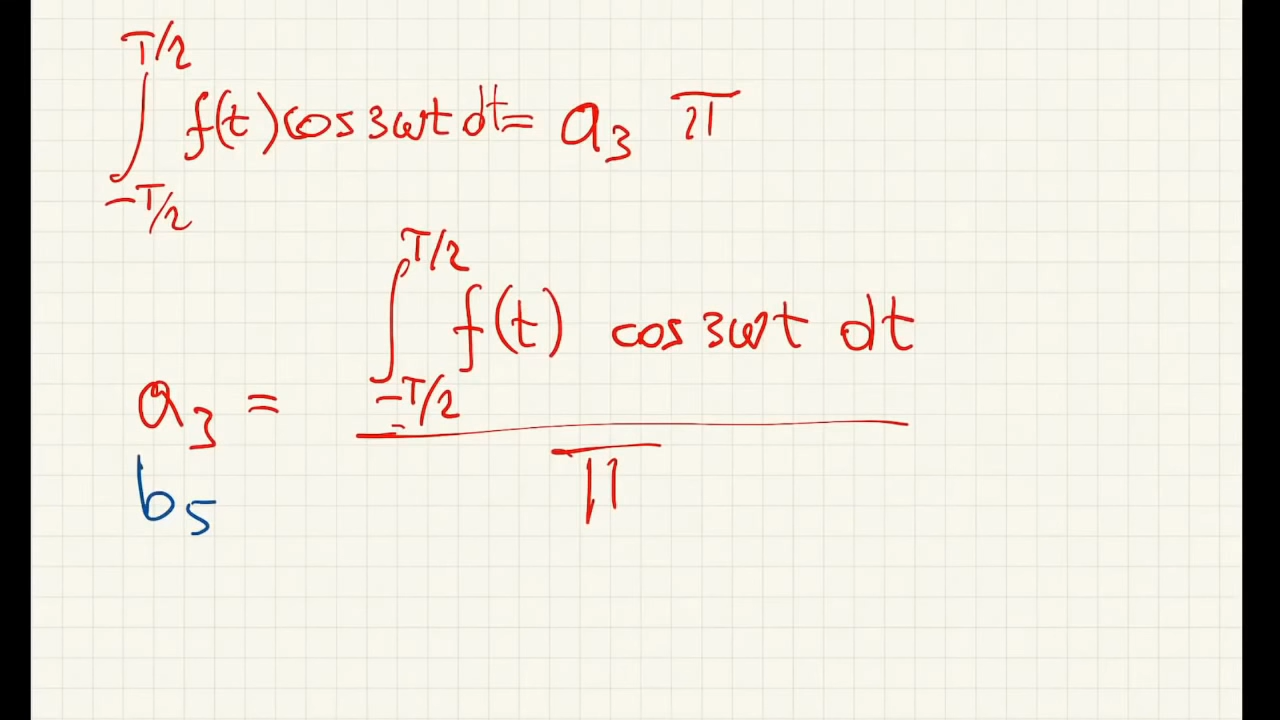 ∫_{-T/2}^{T/2} f(t) cos 3ωt dt = a₃ π
a₃ = ∫_{-T/2}^{T/2} f(t) cos 3ωt dt / π
b₅